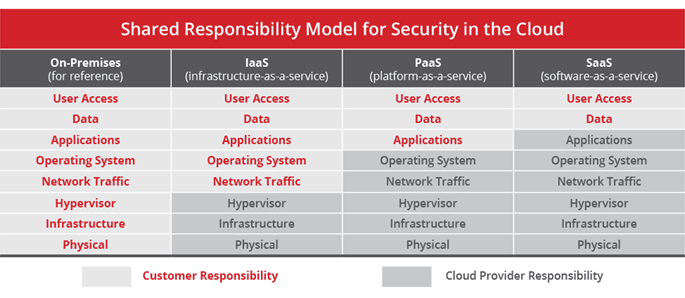 Shared Responsibility Model for Security in the Cloud
On-Premises IaaS PaaS SaaS
(for reference) (infrastructure-as-a-service) (platform-as-a-service) (software-as-a-service)
User Access User Access User Access User Access
Data Data Data Data
Applications Applications Applications Applications
Operating System Operating System Operating System Operating System
Network Traffic Network Traffic Network Traffic Network Traffic
Hypervisor Hypervisor Hypervisor Hypervisor
Infrastructure Infrastructure Infrastructure Infrastructure
Physical Physical Physical Physical
Customer Responsibility Cloud Provider Responsibility